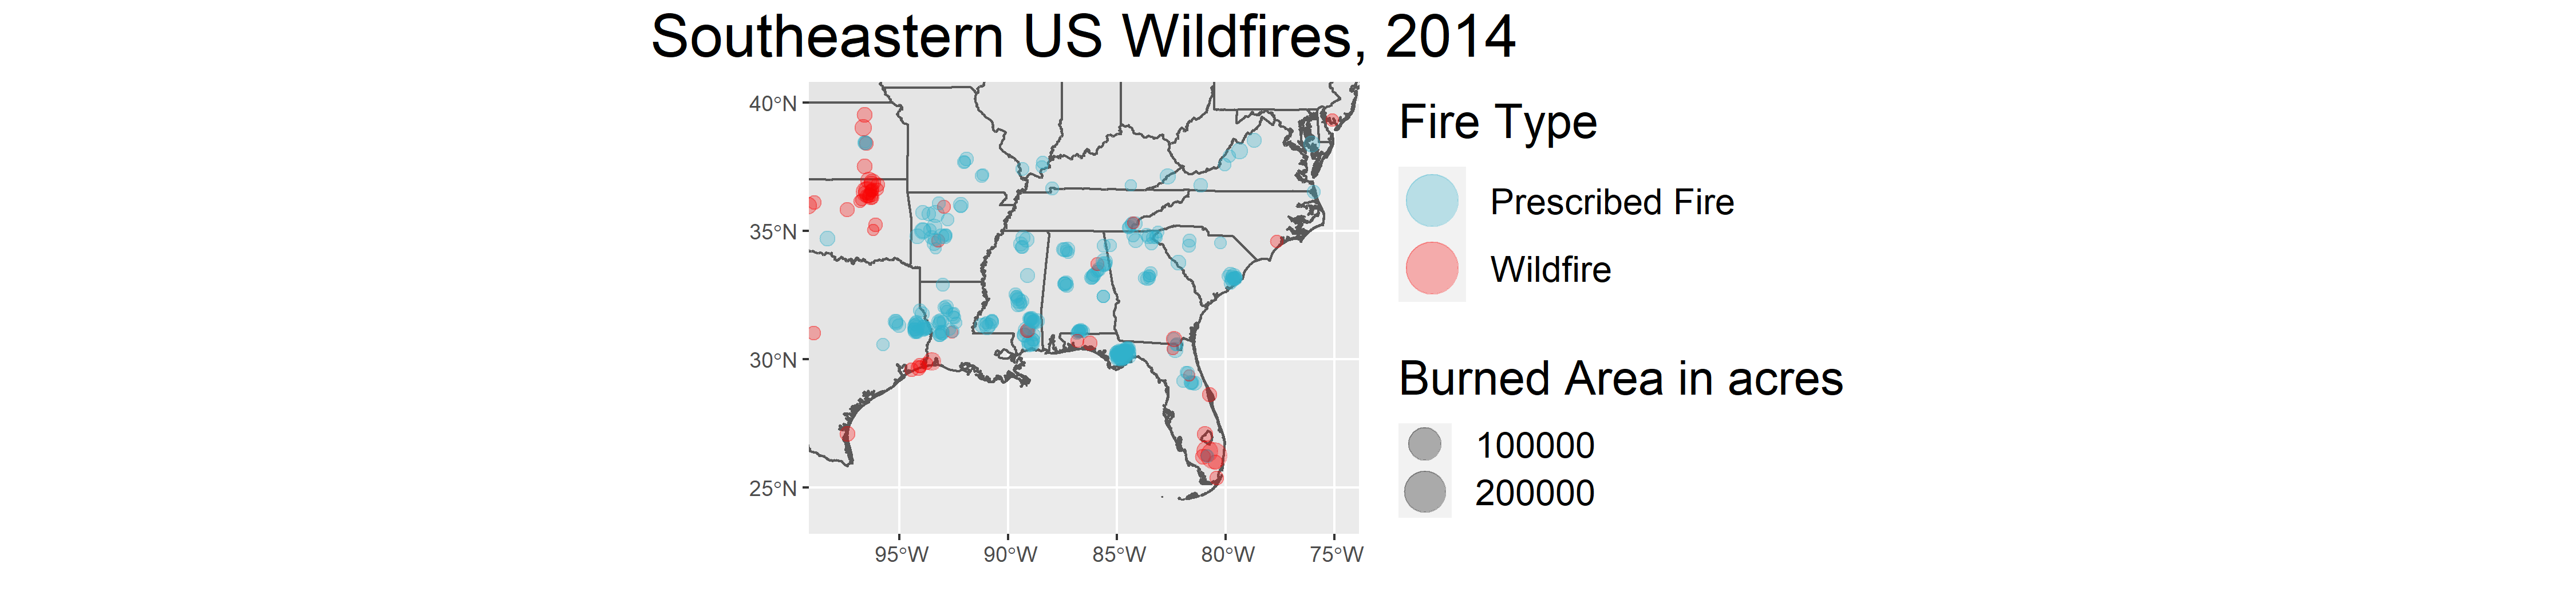 Southeastern US Wildfires, 2014
40°N
35°N
30°N
25°N
95°W 90°W 85°W 80°W 75°W
Fire Type
Prescribed Fire
Wildfire
Burned Area in acres
100000
200000